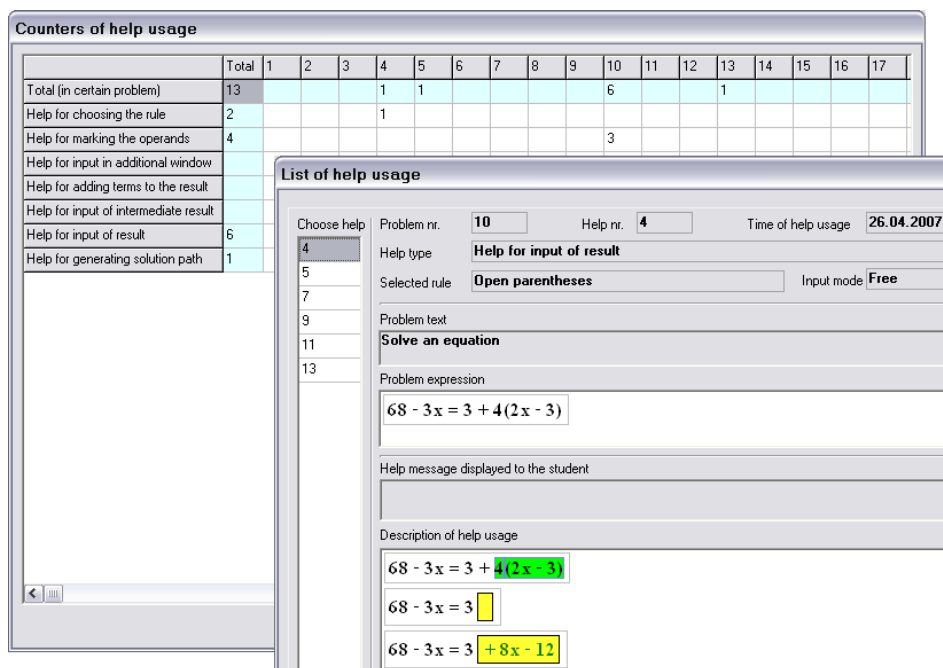 Counters of help usage
Total 1 2 3 4 5 6 7 8 9 10 11 12 13 14 15 16 17
Total (in certain problem) 13 1 1 6 1
Help for choosing the rule 2 1
Help for marking the operands 4 3
Help for input in additional window
Help for adding terms to the result
Help for input of intermediate result
Help for input of result 6
Help for generating solution path 1
List of help usage
Choose help
4
5
7
9
11
13
Problem nr. 10 Help nr. 4 Time of help usage 26.04.2007
Help type Help for input of result
Selected rule Open parentheses Input mode Free
Problem text
Solve an equation
Problem expression
68 - 3x = 3 + 4(2x - 3)
Help message displayed to the student
Description of help usage
68 - 3x = 3 + 4(2x - 3)
68 - 3x = 3
68 - 3x = 3 + 8x - 12